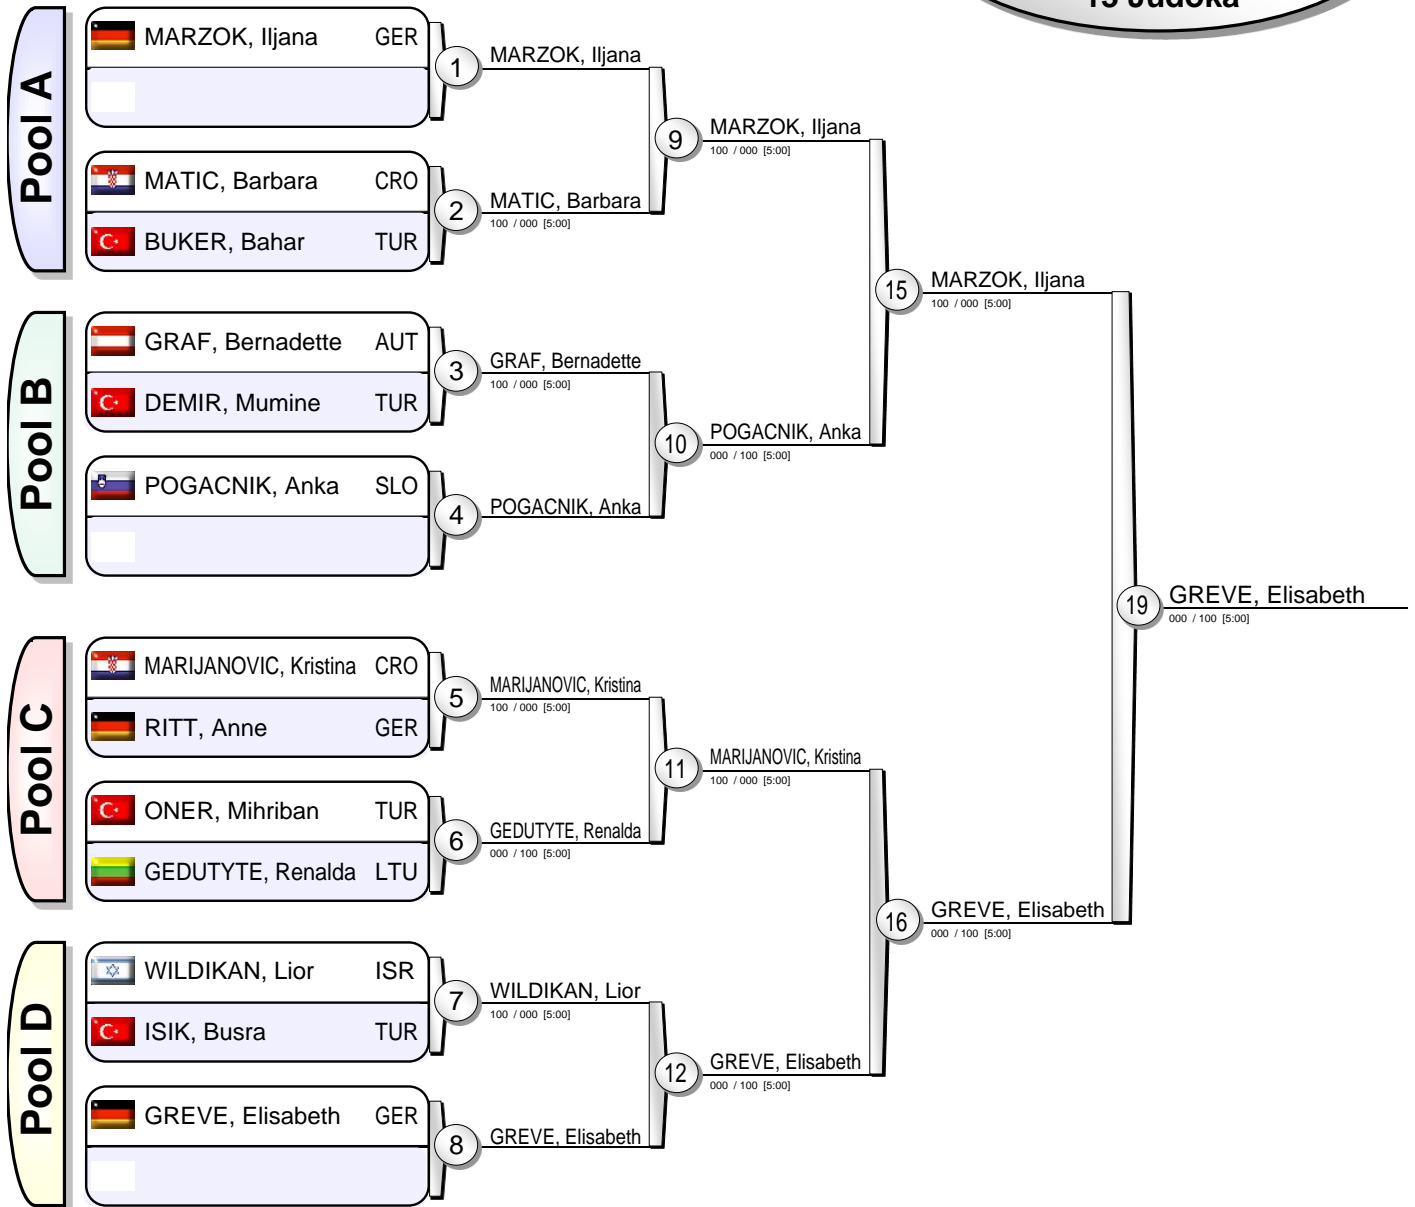 13 Judoka
Pool A
MARZOK, Iljana GER
MATIC, Barbara CRO
BUKER, Bahar TUR
Pool B
GRAF, Bernadette AUT
DEMIR, Mumine TUR
POGACNIK, Anka SLO
Pool C
MARIJANOVIC, Kristina CRO
RITT, Anne GER
ONER, Mihriban TUR
GEDUTYTE, Renalda LTU
Pool D
WILDIKAN, Lior ISR
ISIK, Busra TUR
GREVE, Elisabeth GER
1 MARZOK, Iljana
2 MATIC, Barbara
100 / 000 [5:00]
3 GRAF, Bernadette
100 / 000 [5:00]
4 POGACNIK, Anka
5 MARIJANOVIC, Kristina
100 / 000 [5:00]
6 GEDUTYTE, Renalda
000 / 100 [5:00]
7 WILDIKAN, Lior
100 / 000 [5:00]
8 GREVE, Elisabeth
9 MARZOK, Iljana
100 / 000 [5:00]
10 POGACNIK, Anka
000 / 100 [5:00]
11 MARIJANOVIC, Kristina
100 / 000 [5:00]
12 GREVE, Elisabeth
000 / 100 [5:00]
15 MARZOK, Iljana
100 / 000 [5:00]
16 GREVE, Elisabeth
000 / 100 [5:00]
19 GREVE, Elisabeth
000 / 100 [5:00]